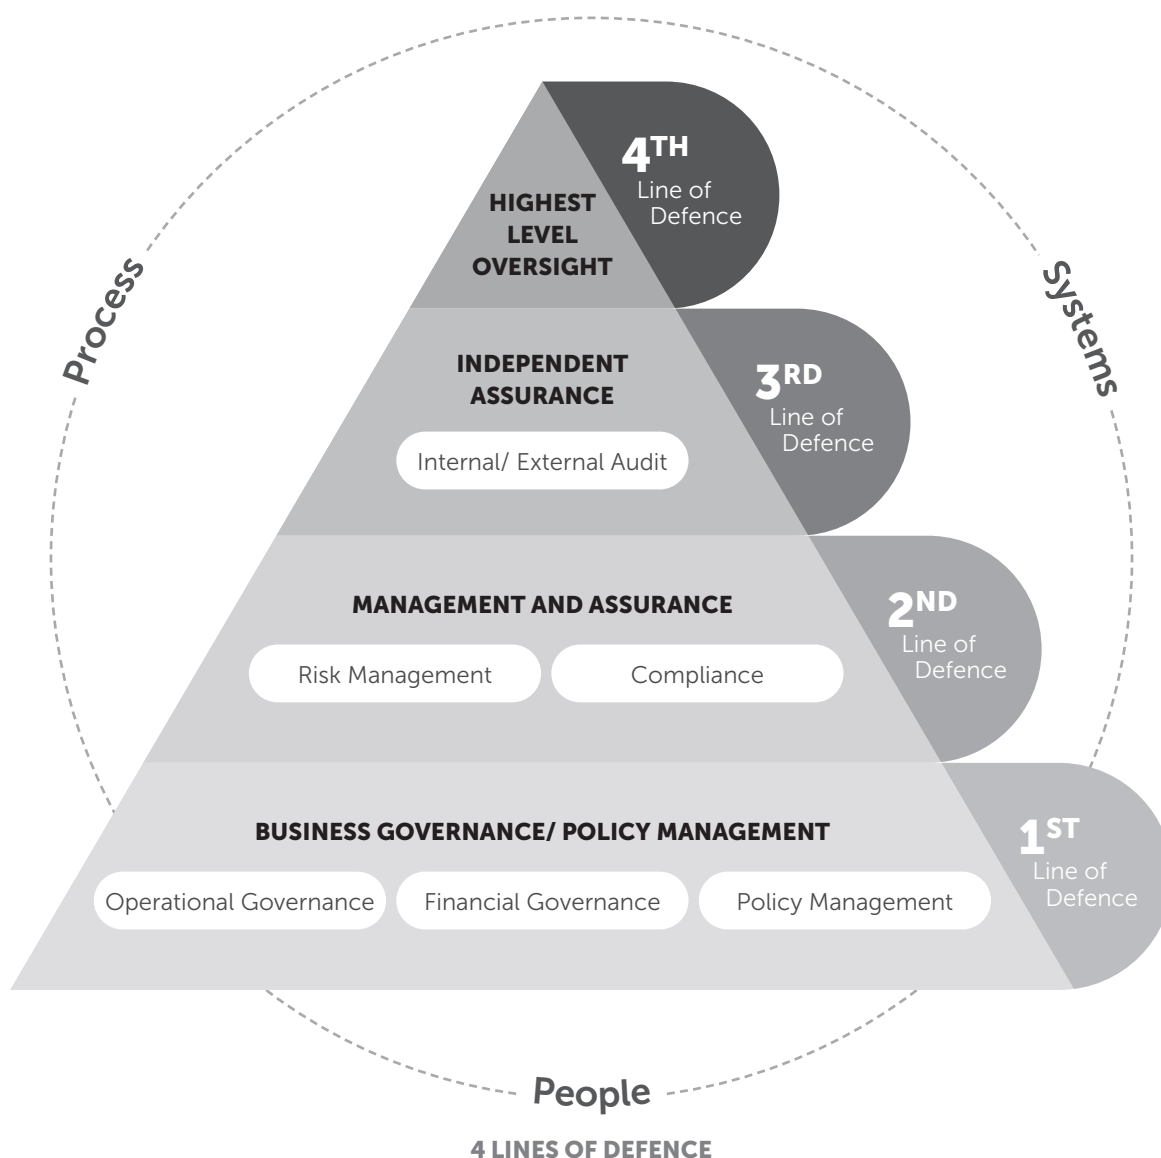 4TH
Line of
Defence
HIGHEST
LEVEL
OVERSIGHT
Process
Systems
INDEPENDENT
ASSURANCE
3RD
Line of
Defence
Internal/ External Audit
MANAGEMENT AND ASSURANCE
2ND
Line of
Defence
Risk Management
Compliance
BUSINESS GOVERNANCE/ POLICY MANAGEMENT
1ST
Line of
Defence
Operational Governance
Financial Governance
Policy Management
People
4 LINES OF DEFENCE